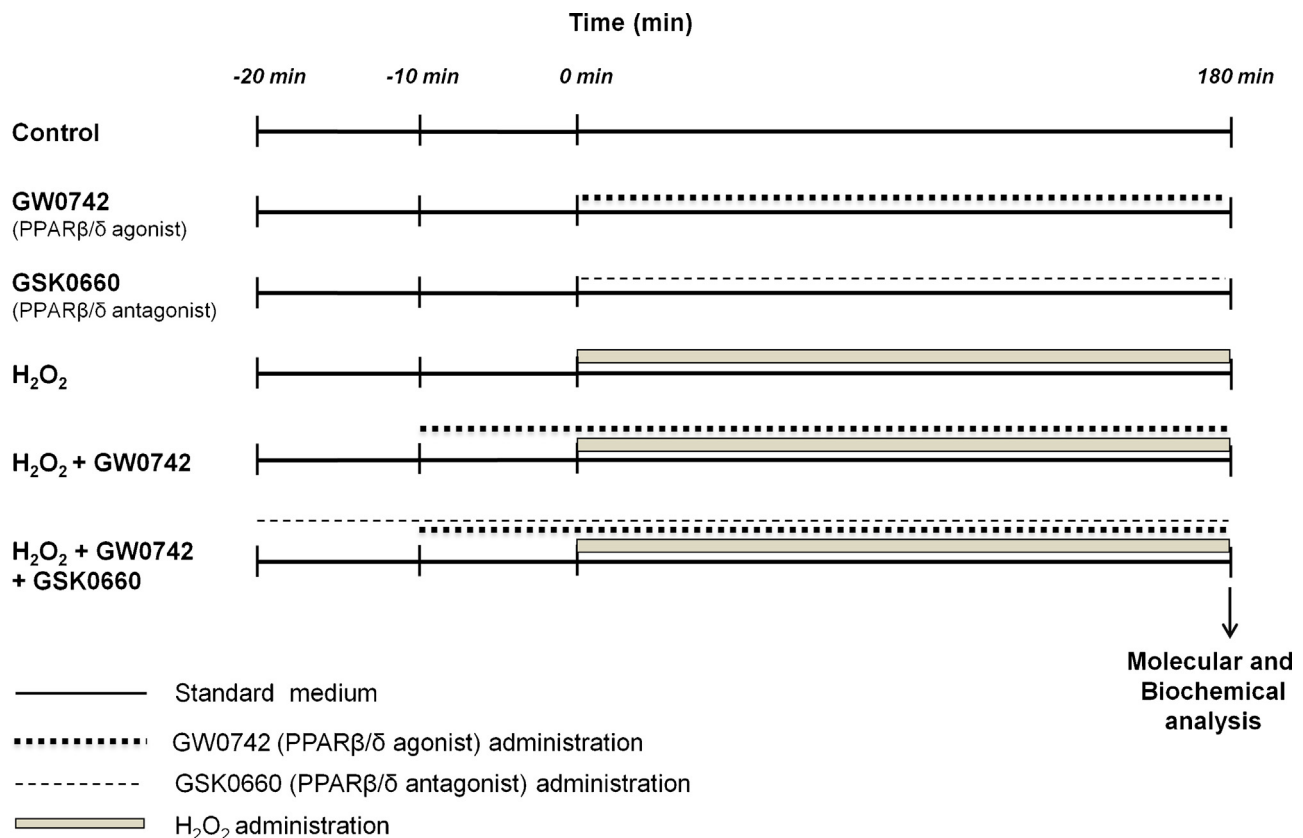 Time (min)
-20 min -10 min 0 min 180 min
Control
GW0742
(PPARβ/δ agonist)
GSK0660
(PPARβ/δ antagonist)
H₂O₂
H₂O₂ + GW0742
H₂O₂ + GW0742
+ GSK0660
Molecular and
Biochemical
analysis
Standard medium
GW0742 (PPARβ/δ agonist) administration
GSK0660 (PPARβ/δ antagonist) administration
H₂O₂ administration